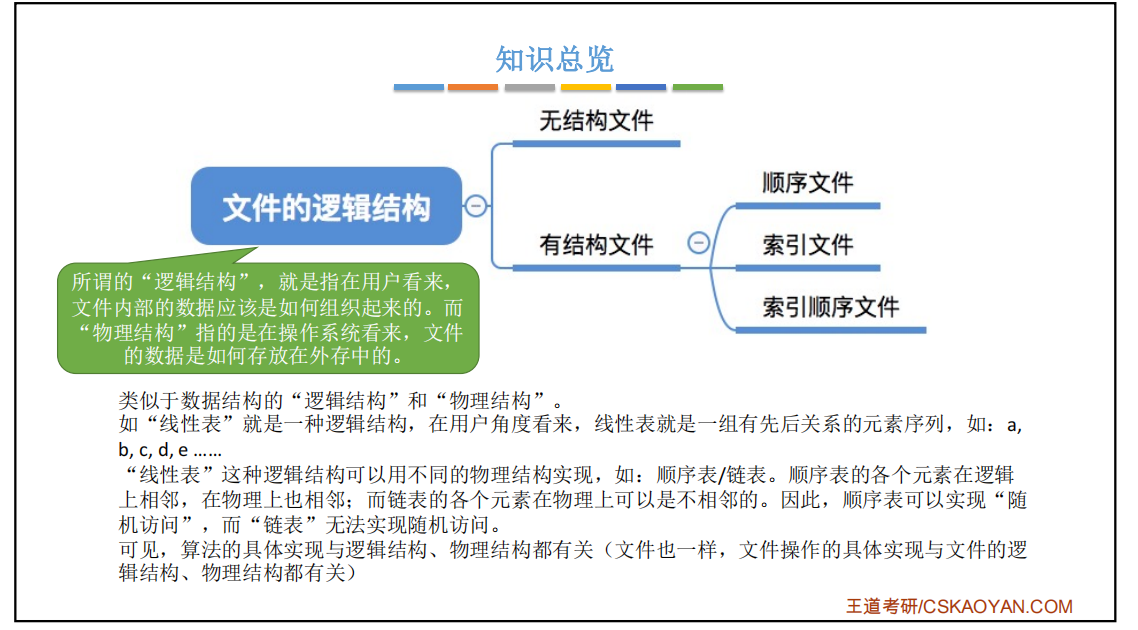 知识总览
无结构文件
顺序文件
文件的逻辑结构
有结构文件
索引文件
索引顺序文件
所谓的“逻辑结构”，就是指在用户看来，
文件内部的数据应该是如何组织起来的。而
“物理结构”指的是在操作系统看来，文件
的数据是如何存放在外存中的。
类似于数据结构的“逻辑结构”和“物理结构”。
如“线性表”就是一种逻辑结构，在用户角度看来，线性表就是一组有先后关系的元素序列，如：a,
b, c, d, e ……
“线性表”这种逻辑结构可以用不同的物理结构实现，如：顺序表/链表。顺序表的各个元素在逻辑
上相邻，在物理上也相邻；而链表的各个元素在物理上可以是不相邻的。因此，顺序表可以实现“随
机访问”，而“链表”无法实现随机访问。
可见，算法的具体实现与逻辑结构、物理结构都有关（文件也一样，文件操作的具体实现与文件的逻
辑结构、物理结构都有关）
王道考研/CSKAOYAN.COM